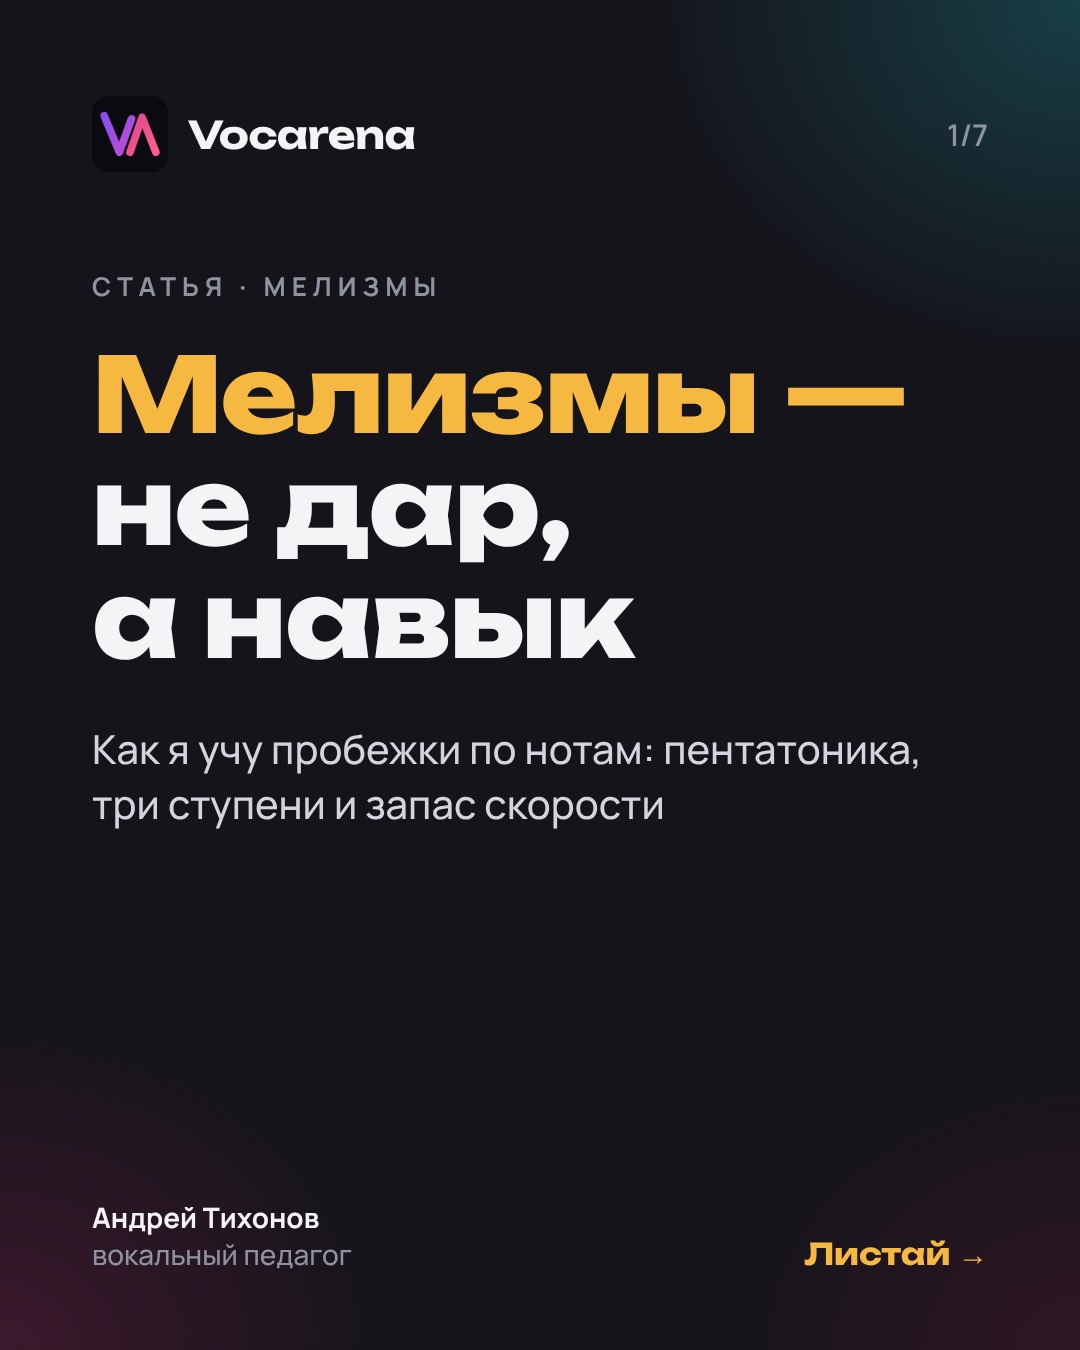 Vocarena
1/7
СТАТЬЯ · МЕЛИЗМЫ
Мелизмы —
не дар,
а навык
Как я учу пробежки по нотам: пентатоника,
три ступени и запас скорости
Андрей Тихонов
вокальный педагог
Листай →